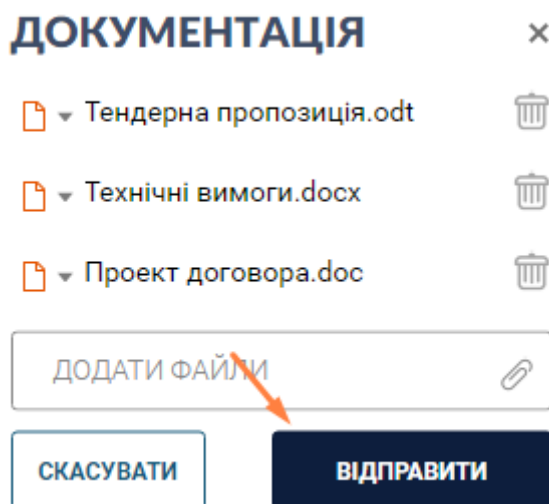 ДОКУМЕНТАЦІЯ
Тендерна пропозиція.odt
Технічні вимоги.docx
Проект договора.doc
ДОДАТИ ФАЙЛИ
СКАСУВАТИ
ВІДПРАВИТИ